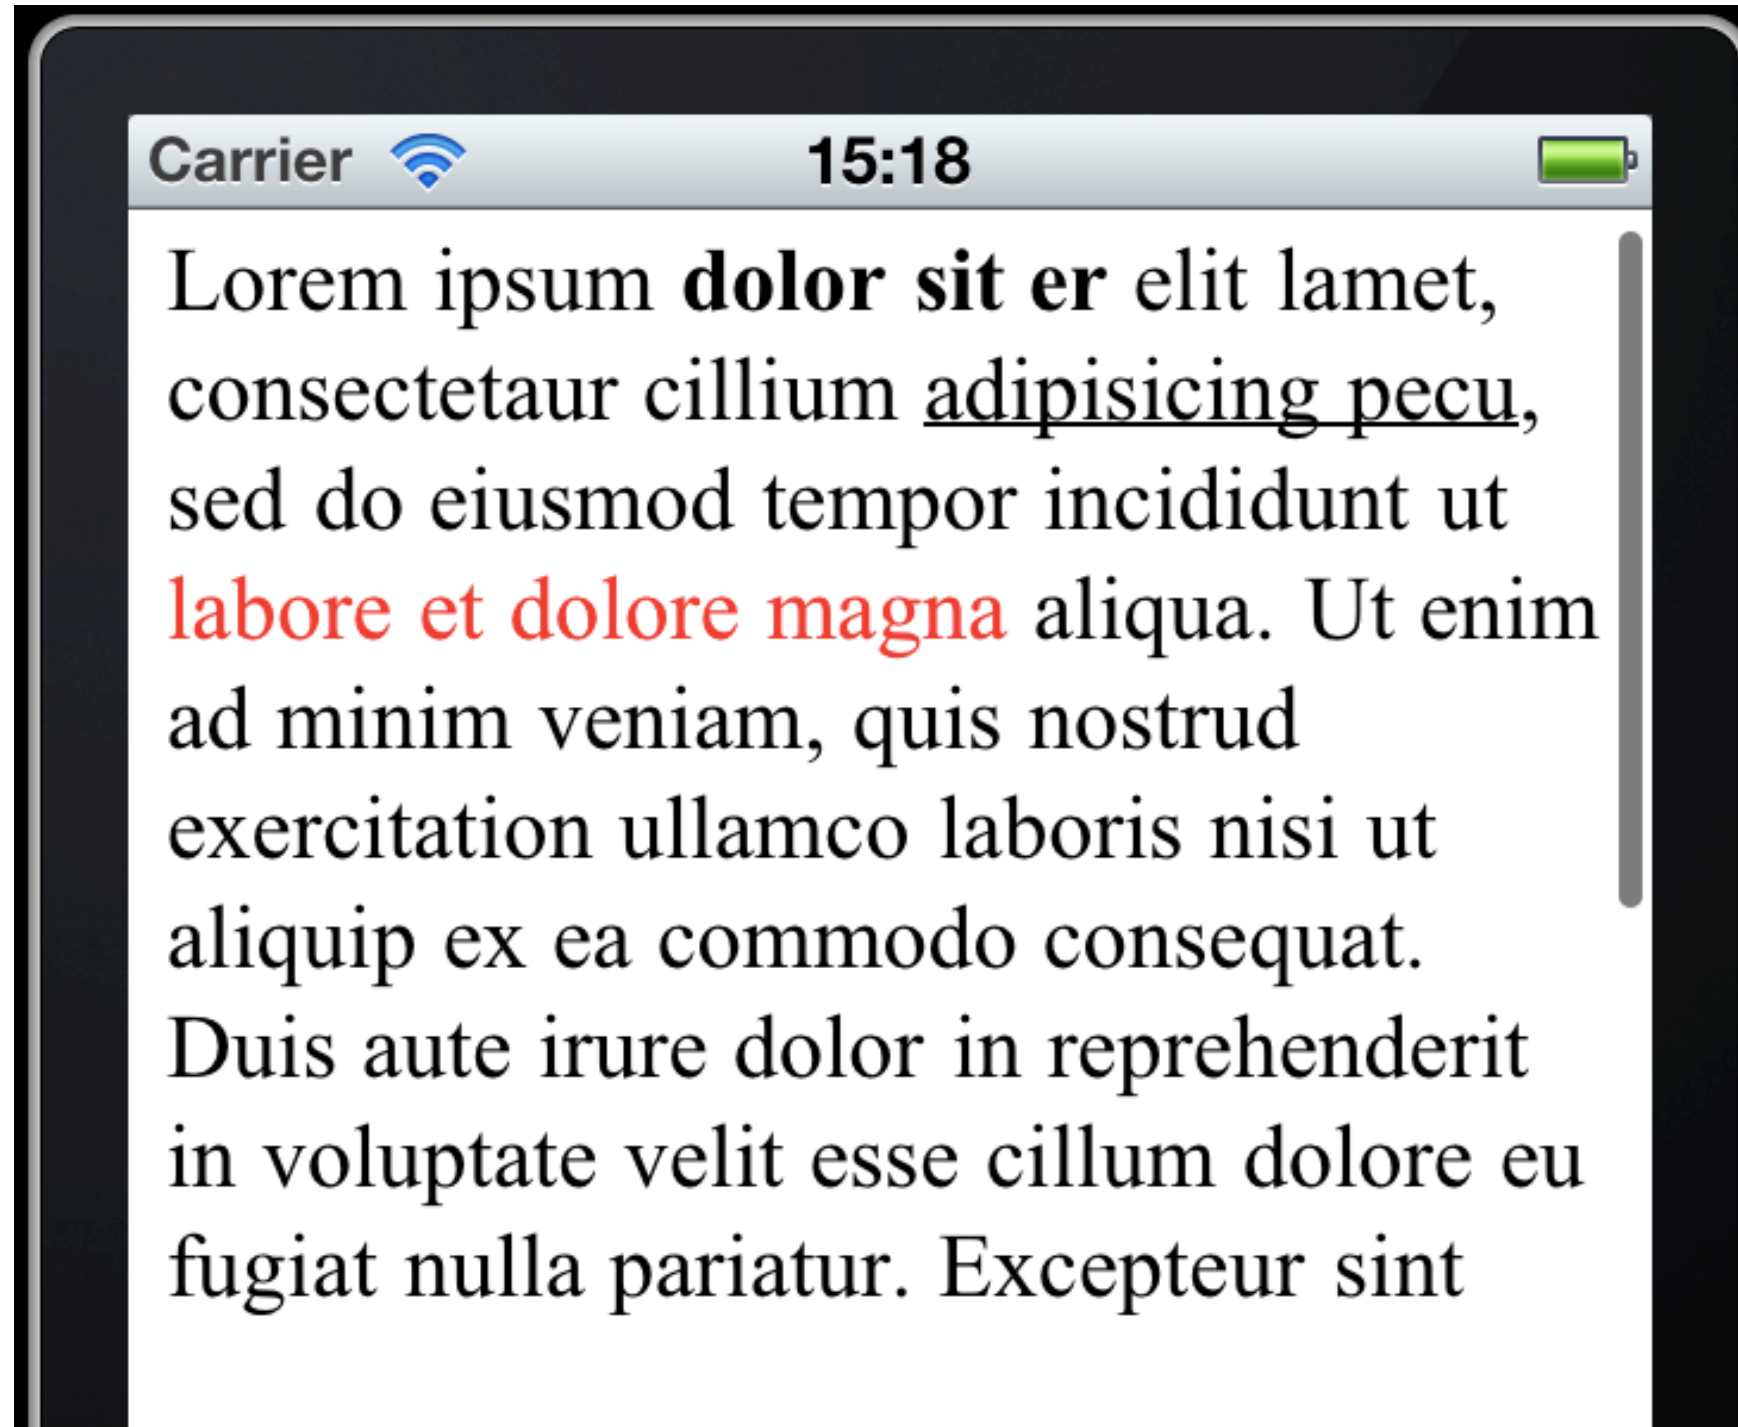 Carrier 15:18
Lorem ipsum dolor sit er elit lamet,
consectetaur cillium adipisicing pecu,
sed do eiusmod tempor incididunt ut
labore et dolore magna aliqua. Ut enim
ad minim veniam, quis nostrud
exercitation ullamco laboris nisi ut
aliquip ex ea commodo consequat.
Duis aute irure dolor in reprehenderit
in voluptate velit esse cillum dolore eu
fugiat nulla pariatur. Excepteur sint